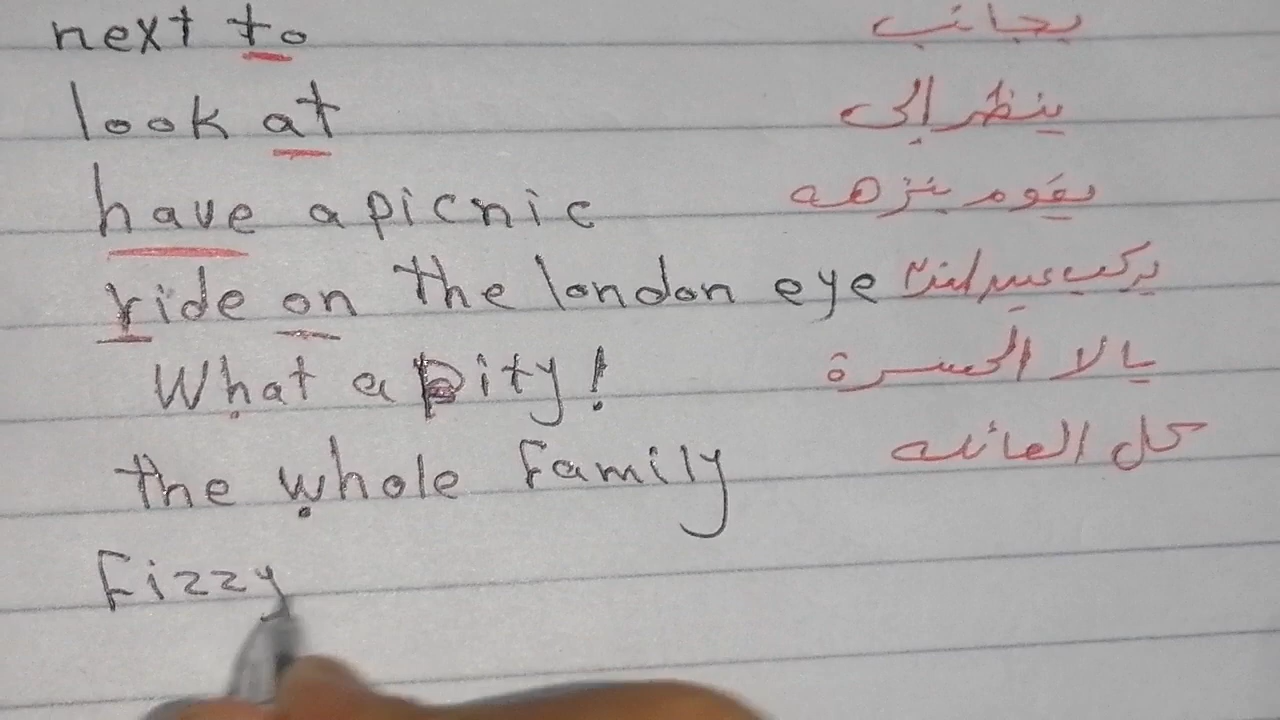 next to بجانب
look at ينظر إلى
have a picnic يقوم بنزهه
ride on the london eye يركب
What a pity! يالا الحسرة
the whole family كل العائله
Fizzy